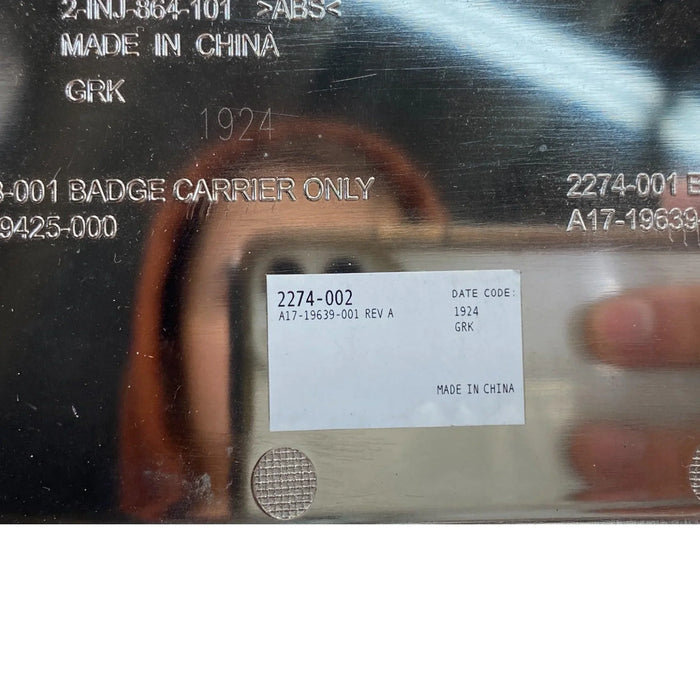 2-INJ-864-101 >ABS<
MADE IN CHINA
GRK
1924
-001 BADGE CARRIER ONLY
9425-000
2274-001
A17-19639-
2274-002
A17-19639-001 REV A
DATE CODE:
1924
GRK
MADE IN CHINA